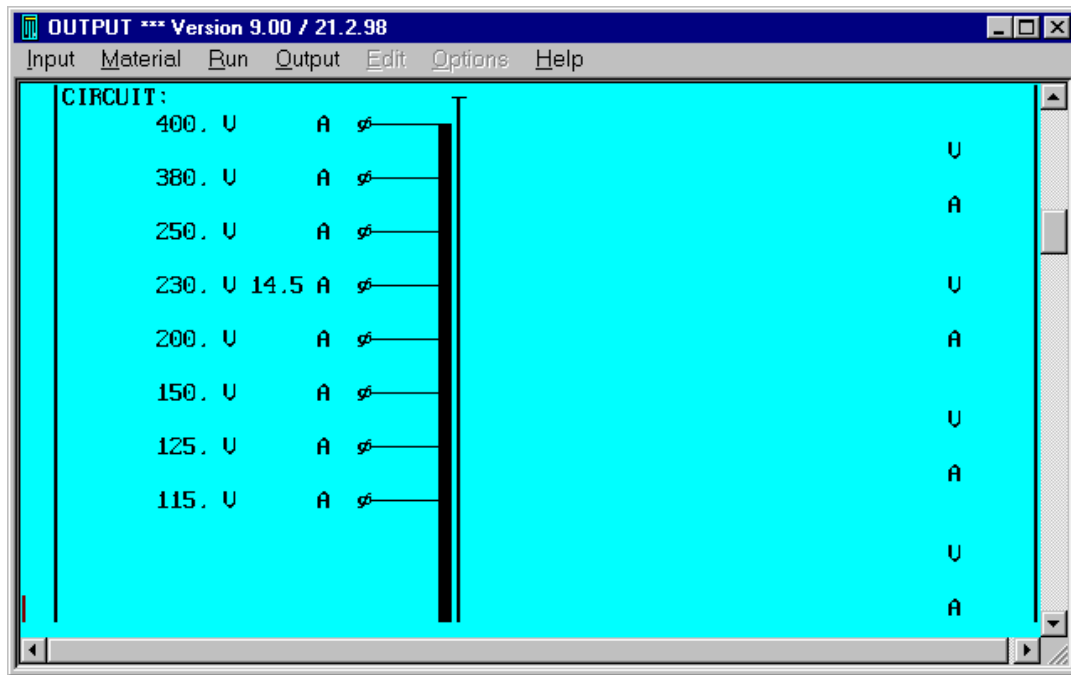 OUTPUT *** Version 9.00 / 21.2.98
Input Material Run Output Edit Options Help
CIRCUIT:
400. V A
V
380. V A
A
250. V A
230. V 14.5 A V
200. V A A
150. V A
V
125. V A
A
115. V A
V
A